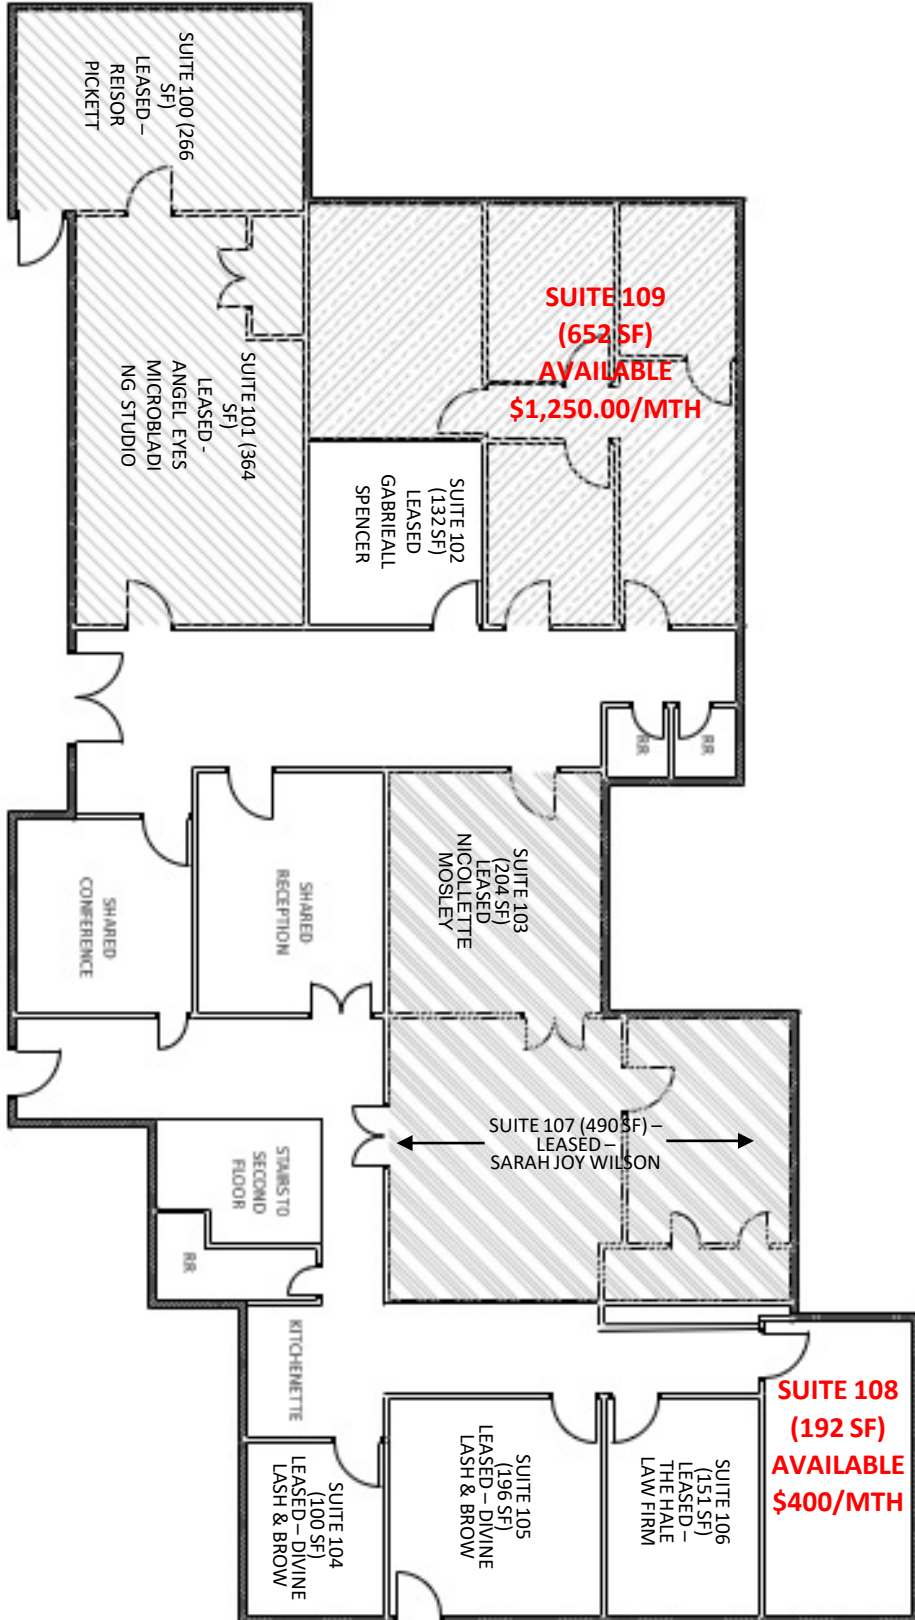 SUITE 100 (266
SF)
LEASED –
REISOR
PICKETT
SUITE 109
(652 SF)
AVAILABLE
$1,250.00/MTH
SUITE 101 (364
SF)
LEASED -
ANGEL EYES
MICROBLADI
NG STUDIO
SUITE 102
(132 SF)
LEASED
GABRIEALL
SPENCER
RR
RR
SUITE 103
(204 SF)
LEASED
NICOLLETTE
MOSLEY
SHARED
RECEPTION
SHARED
CONFERENCE
SUITE 107 (490 SF) –
LEASED –
SARAH JOY WILSON
STAIRS TO
SECOND
FLOOR
RR
KITCHENETTE
SUITE 108
(192 SF)
AVAILABLE
$400/MTH
SUITE 106
(151 SF)
LEASED –
THE HALE
LAW FIRM
SUITE 105
(196 SF)
LEASED – DIVINE
LASH & BROW
SUITE 104
(100 SF)
LEASED – DIVINE
LASH & BROW